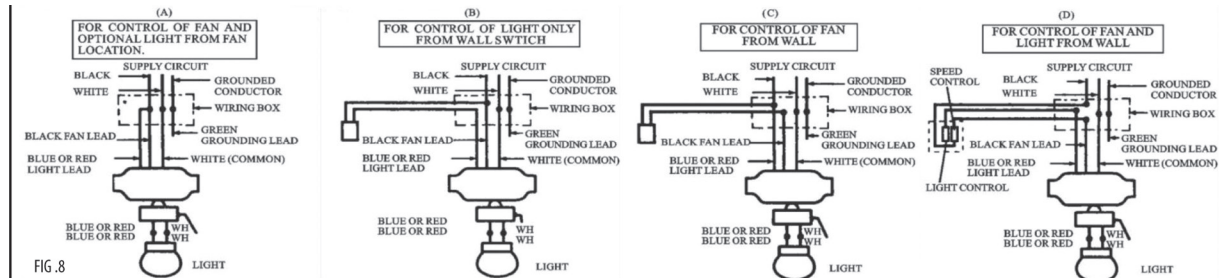 (A)
FOR CONTROL OF FAN AND
OPTIONAL LIGHT FROM FAN
LOCATION.
SUPPLY CIRCUIT
BLACK
WHITE
GROUNDED
CONDUCTOR
WIRING BOX
BLACK FAN LEAD
GREEN
GROUNDING LEAD
BLUE OR RED
LIGHT LEAD
WHITE (COMMON)
BLUE OR RED
BLUE OR RED
WH
WH
LIGHT
FIG .8
(B)
FOR CONTROL OF LIGHT ONLY
FROM WALL SWTICH
SUPPLY CIRCUIT
BLACK
WHITE
GROUNDED
CONDUCTOR
WIRING BOX
BLACK FAN LEAD
GREEN
GROUNDING LEAD
BLUE OR RED
LIGHT LEAD
WHITE (COMMON)
BLUE OR RED
BLUE OR RED
WH
WH
LIGHT
(C)
FOR CONTROL OF FAN
FROM WALL
SUPPLY CIRCUIT
BLACK
WHITE
GROUNDED
CONDUCTOR
WIRING BOX
BLACK FAN LEAD
GREEN
GROUNDING LEAD
BLUE OR RED
LIGHT LEAD
WHITE (COMMON)
BLUE OR RED
BLUE OR RED
WH
WH
LIGHT
(D)
FOR CONTROL OF FAN AND
LIGHT FROM WALL
SUPPLY CIRCUIT
SPEED
CONTROL
BLACK
WHITE
GROUNDED
CONDUCTOR
WIRING BOX
BLACK FAN LEAD
GREEN
GROUNDING LEAD
BLUE OR RED
LIGHT LEAD
WHITE (COMMON)
LIGHT CONTROL
BLUE OR RED
BLUE OR RED
WH
WH
LIGHT